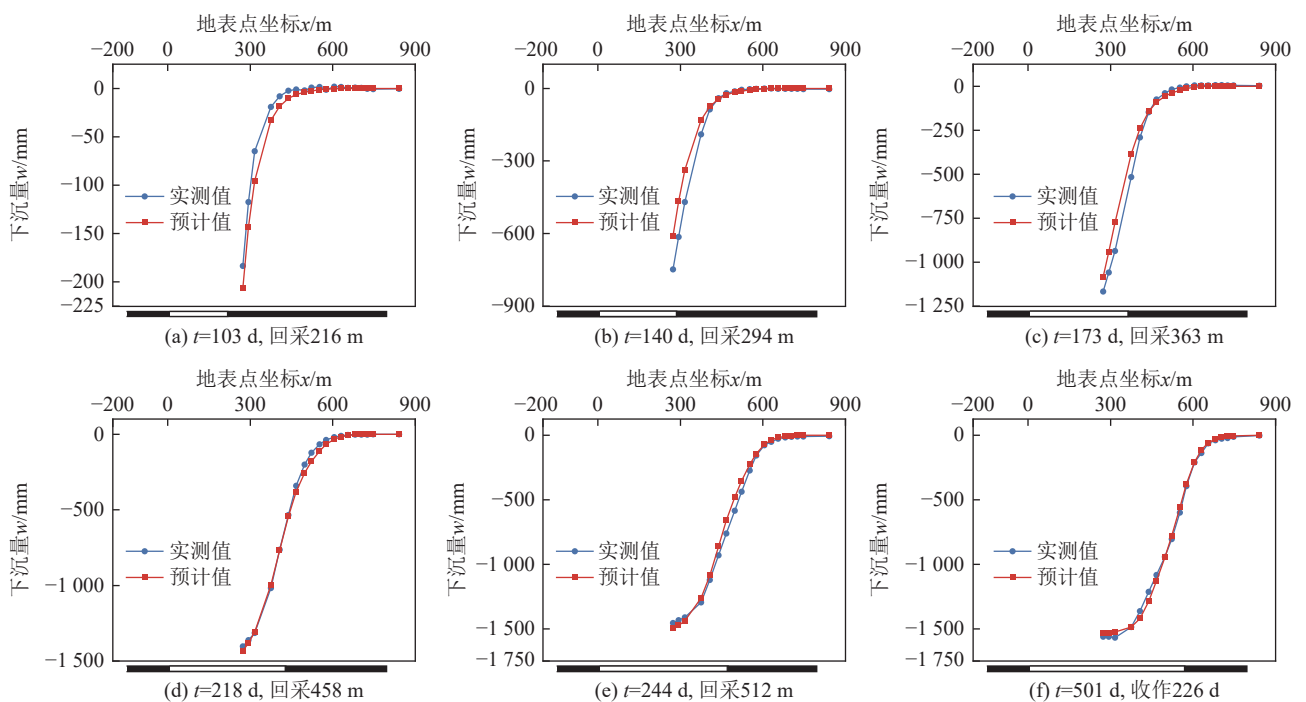 地表点坐标x/m
−200 0 300 600 900
下沉量w/mm
0
−50
−100
−150
−200
−225
实测值
预计值
(a) t=103 d, 回采216 m
地表点坐标x/m
−200 0 300 600 900
下沉量w/mm
0
−300
−600
−900
实测值
预计值
(b) t=140 d, 回采294 m
地表点坐标x/m
−200 0 300 600 900
下沉量w/mm
0
−250
−500
−750
−1 000
−1 250
实测值
预计值
(c) t=173 d, 回采363 m
地表点坐标x/m
−200 0 300 600 900
下沉量w/mm
0
−500
−1 000
−1 500
实测值
预计值
(d) t=218 d, 回采458 m
地表点坐标x/m
−200 0 300 600 900
下沉量w/mm
0
−500
−1 000
−1 500
−1 750
实测值
预计值
(e) t=244 d, 回采512 m
地表点坐标x/m
−200 0 300 600 900
下沉量w/mm
0
−500
−1 000
−1 500
−1 750
实测值
预计值
(f) t=501 d, 收作226 d